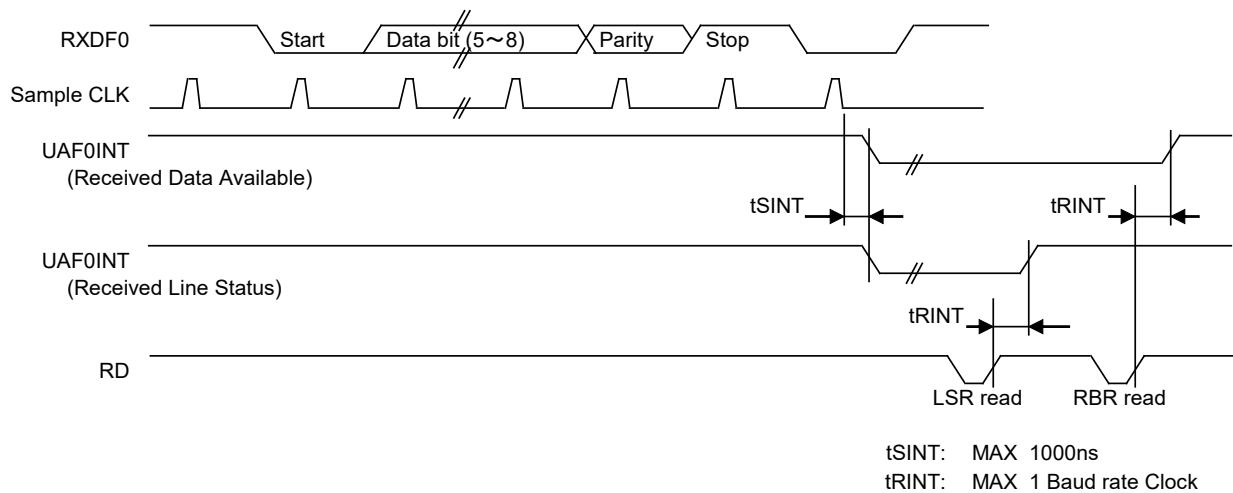 RXDF0
Start
Data bit (5～8)
Parity
Stop
Sample CLK
UAF0INT
(Received Data Available)
tSINT
tRINT
UAF0INT
(Received Line Status)
tRINT
RD
LSR read
RBR read
tSINT: MAX 1000ns
tRINT: MAX 1 Baud rate Clock